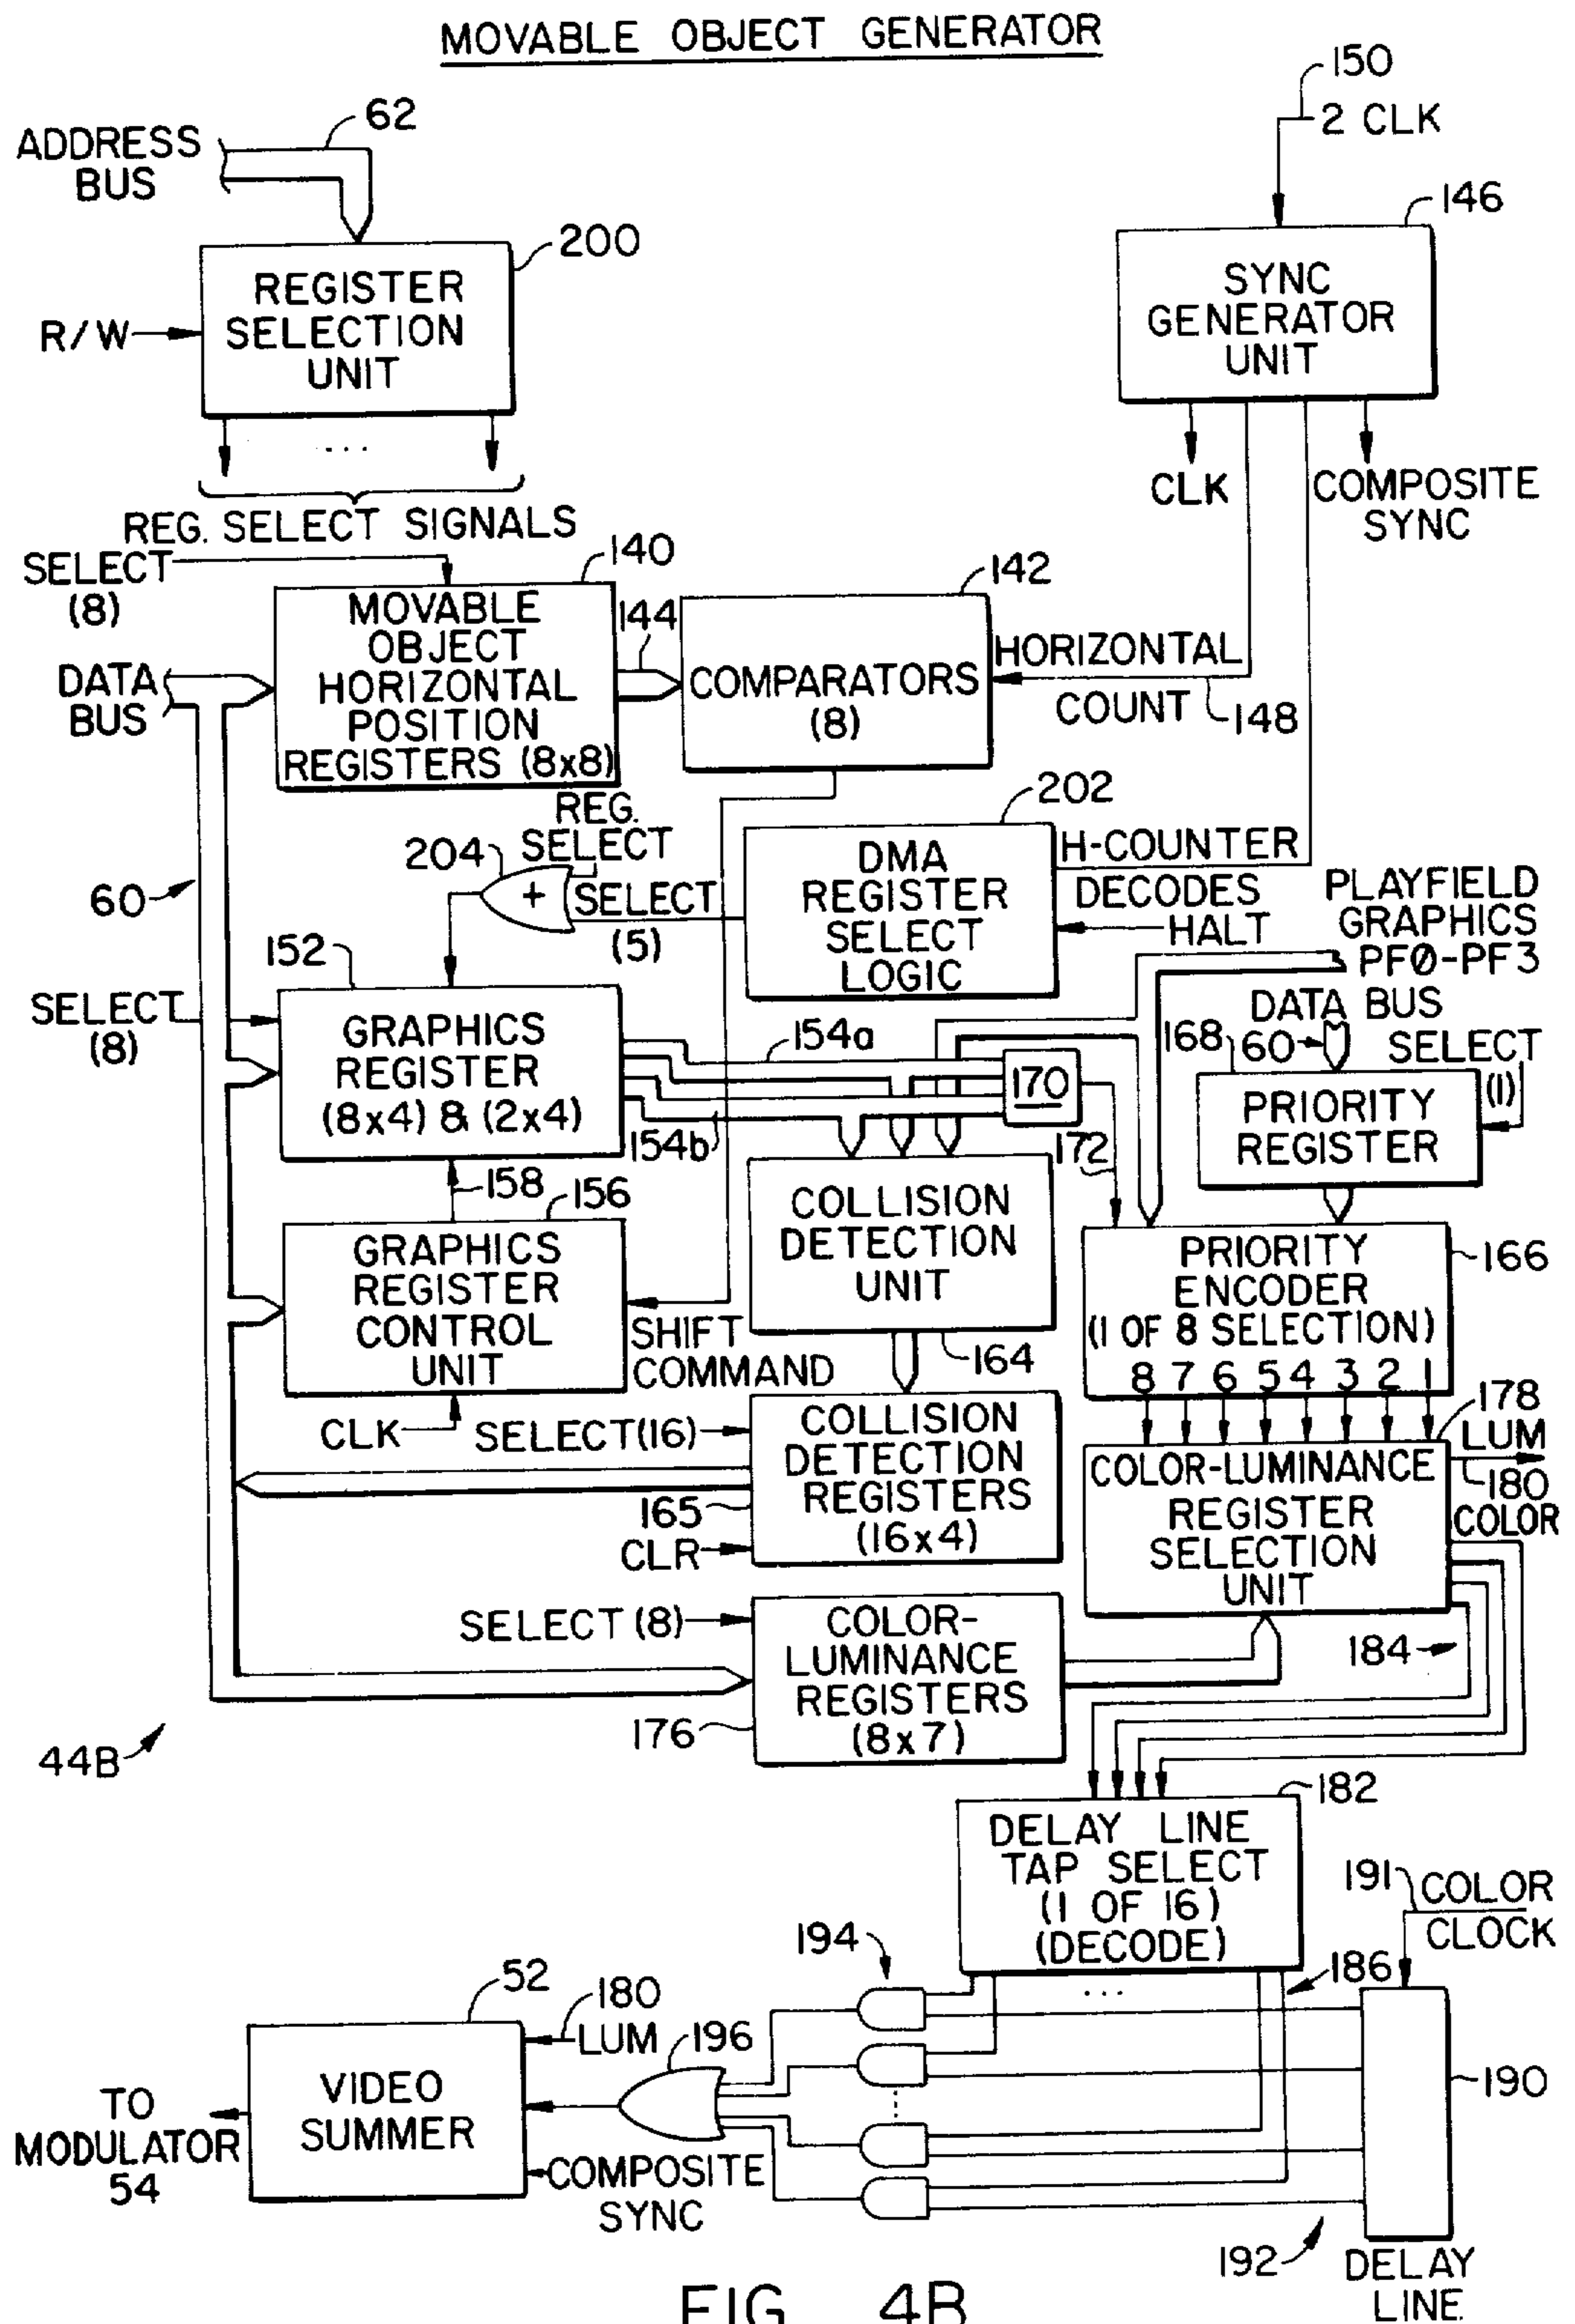 MOVABLE OBJECT GENERATOR
150
2 CLK
62
ADDRESS
BUS
146
200
REGISTER
SELECTION
UNIT
R/W
SYNC
GENERATOR
UNIT
...
CLK
COMPOSITE
SYNC
REG. SELECT SIGNALS
SELECT
(8)
140
142
MOVABLE
OBJECT
HORIZONTAL
POSITION
REGISTERS (8x8)
144
COMPARATORS
(8)
HORIZONTAL
COUNT
148
DATA
BUS
202
REG.
SELECT
204
+
SELECT
(5)
DMA
REGISTER
SELECT
LOGIC
H-COUNTER
DECODES
HALT
PLAYFIELD
GRAPHICS
PFØ-PF3
60
152
SELECT
(8)
GRAPHICS
REGISTER
(8x4) & (2x4)
154a
154b
170
172
DATA BUS
168
60
SELECT
(1)
PRIORITY
REGISTER
158
156
GRAPHICS
REGISTER
CONTROL
UNIT
COLLISION
DETECTION
UNIT
164
SHIFT
COMMAND
PRIORITY
ENCODER
(1 OF 8 SELECTION)
8 7 6 5 4 3 2 1
166
CLK
SELECT (16)
COLLISION
DETECTION
REGISTERS
(16x4)
165
CLR
178
LUM
180
COLOR
COLOR-LUMINANCE
REGISTER
SELECTION
UNIT
SELECT (8)
COLOR-
LUMINANCE
REGISTERS
(8x7)
176
184
44B
182
DELAY LINE
TAP SELECT
(1 OF 16)
(DECODE)
191
COLOR
CLOCK
194
186
...
52
180
LUM
196
VIDEO
SUMMER
190
TO
MODULATOR
54
COMPOSITE
SYNC
192
DELAY
LINE.
FIG 4B